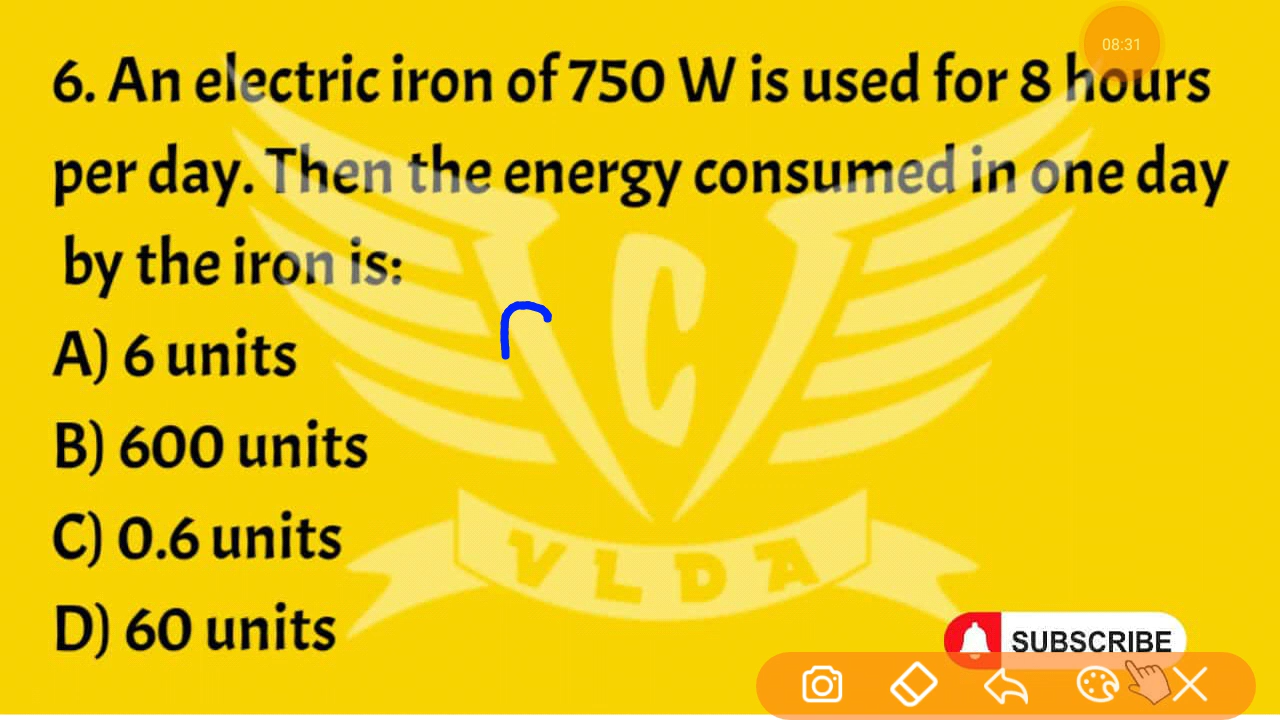 08:31
6. An electric iron of 750 W is used for 8 hours
per day. Then the energy consumed in one day
by the iron is:
A) 6 units
B) 600 units
C) 0.6 units
D) 60 units
C
VLDA
SUBSCRIBE